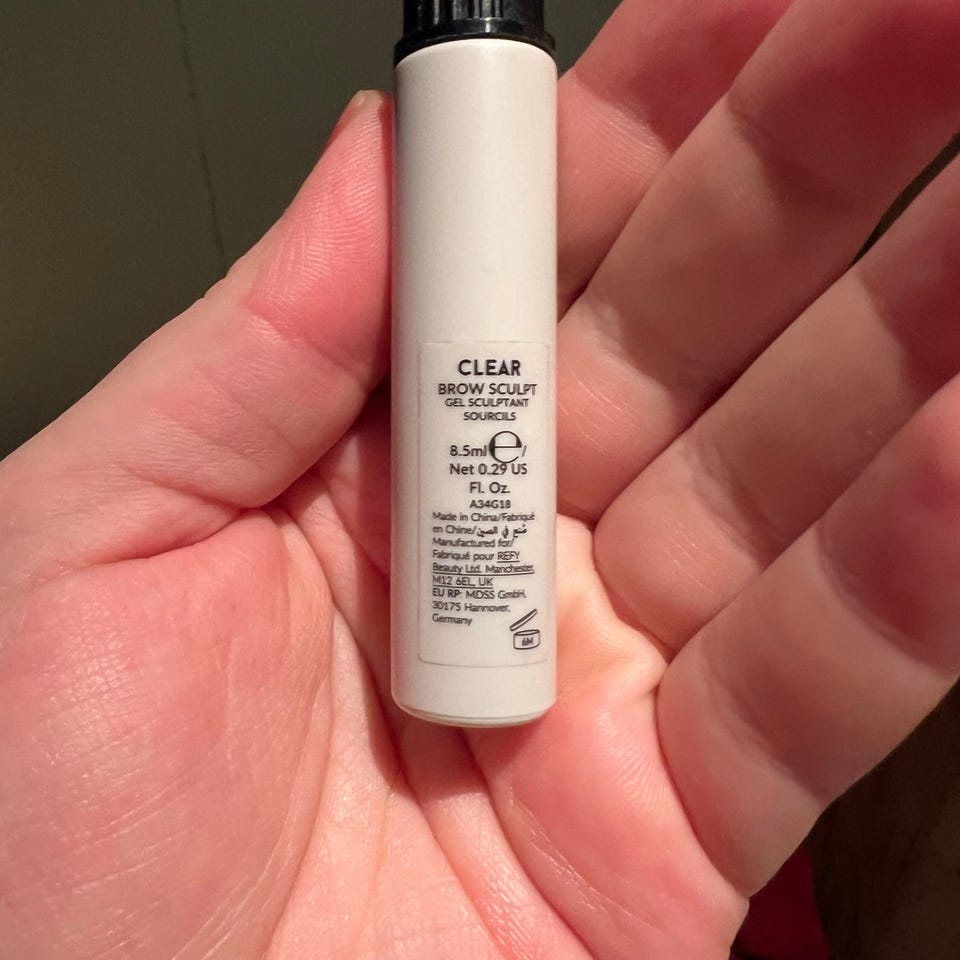 CLEAR
BROW SCULPT
GEL SCULPTANT
SOURCILS
8.5ml℮/
Net 0.29 US
Fl. Oz.
A34G18
Made in China/Fabriqué
en Chine/صُنع في الصين
Manufactured for/
Fabriqué pour REFY
Beauty Ltd. Manchester,
M12 6EL, UK
EU RP: MDSS GmbH,
30175 Hannover,
Germany
6M